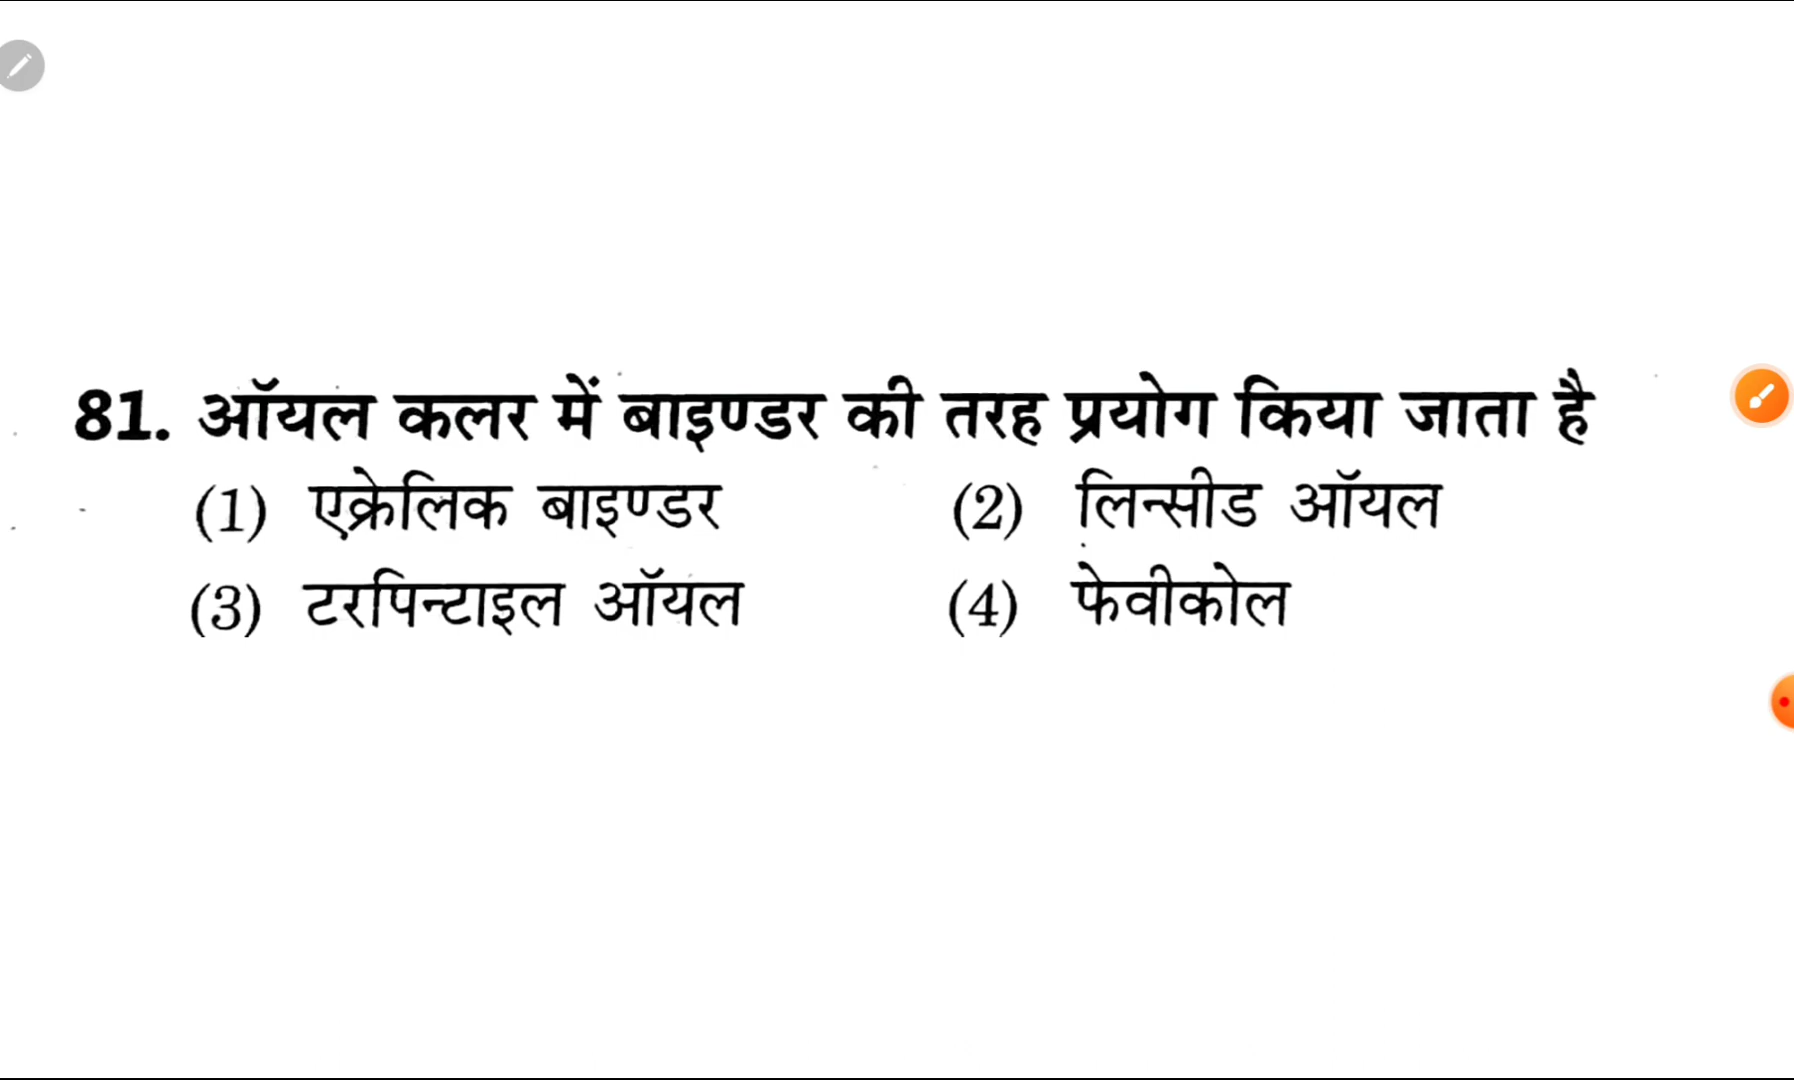 81. ऑयल कलर में बाइण्डर की तरह प्रयोग किया जाता है
(1) एक्रेलिक बाइण्डर (2) लिन्सीड ऑयल
(3) टरपिन्टाइल ऑयल (4) फेवीकोल